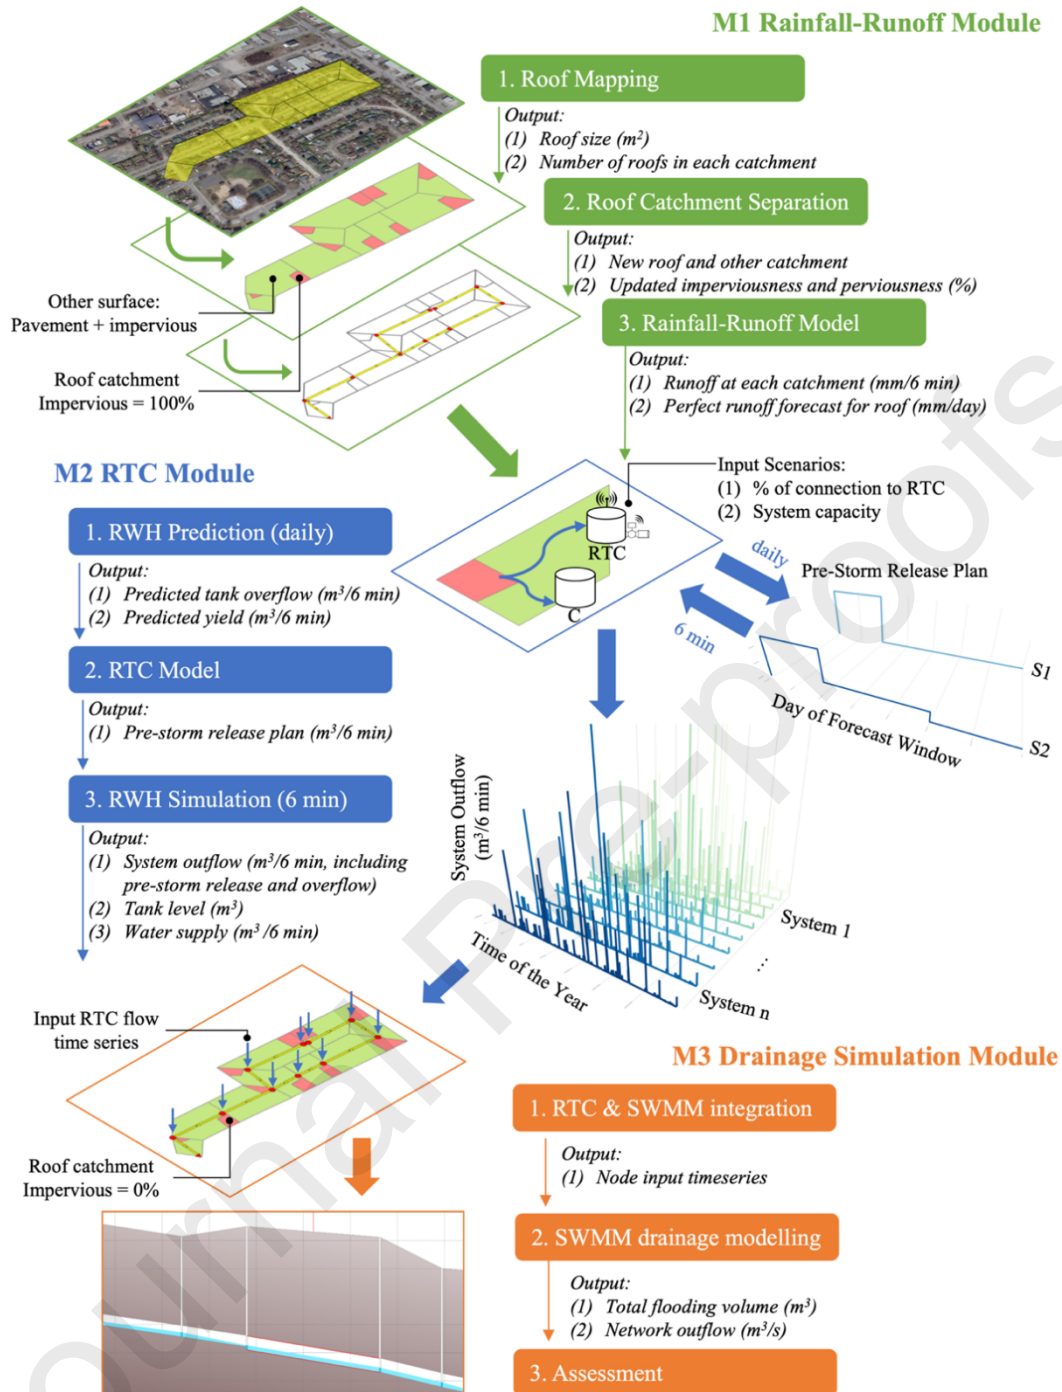 M1 Rainfall-Runoff Module
1. Roof Mapping
Output:
(1) Roof size (m²)
(2) Number of roofs in each catchment
2. Roof Catchment Separation
Output:
(1) New roof and other catchment
(2) Updated imperviousness and perviousness (%)
Other surface:
Pavement + impervious
3. Rainfall-Runoff Model
Output:
(1) Runoff at each catchment (mm/6 min)
(2) Perfect runoff forecast for roof (mm/day)
Roof catchment
Impervious = 100%
M2 RTC Module
Input Scenarios:
(1) % of connection to RTC
(2) System capacity
1. RWH Prediction (daily)
Output:
(1) Predicted tank overflow (m³/6 min)
(2) Predicted yield (m³/6 min)
RTC
C
daily
6 min
Pre-Storm Release Plan
S1
S2
Day of Forecast Window
2. RTC Model
Output:
(1) Pre-storm release plan (m³/6 min)
3. RWH Simulation (6 min)
Output:
(1) System outflow (m³/6 min, including
pre-storm release and overflow)
(2) Tank level (m³)
(3) Water supply (m³ /6 min)
System Outflow
(m³/6 min)
Time of the Year
System 1
...
System n
Input RTC flow
time series
Roof catchment
Impervious = 0%
M3 Drainage Simulation Module
1. RTC & SWMM integration
Output:
(1) Node input timeseries
2. SWMM drainage modelling
Output:
(1) Total flooding volume (m³)
(2) Network outflow (m³/s)
3. Assessment
Journal Pre-proofs